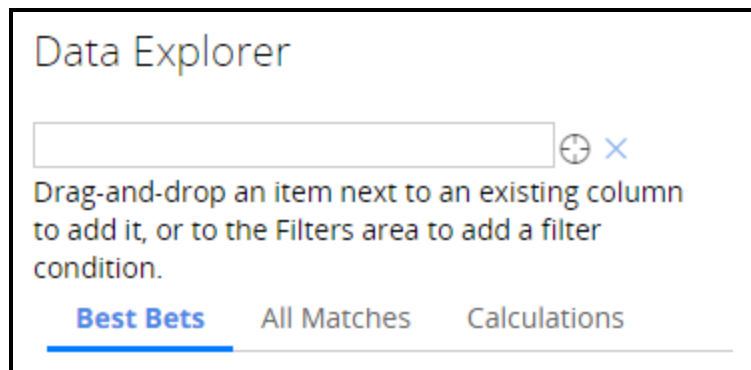 Data Explorer
Drag-and-drop an item next to an existing column
to add it, or to the Filters area to add a filter
condition.
Best Bets All Matches Calculations